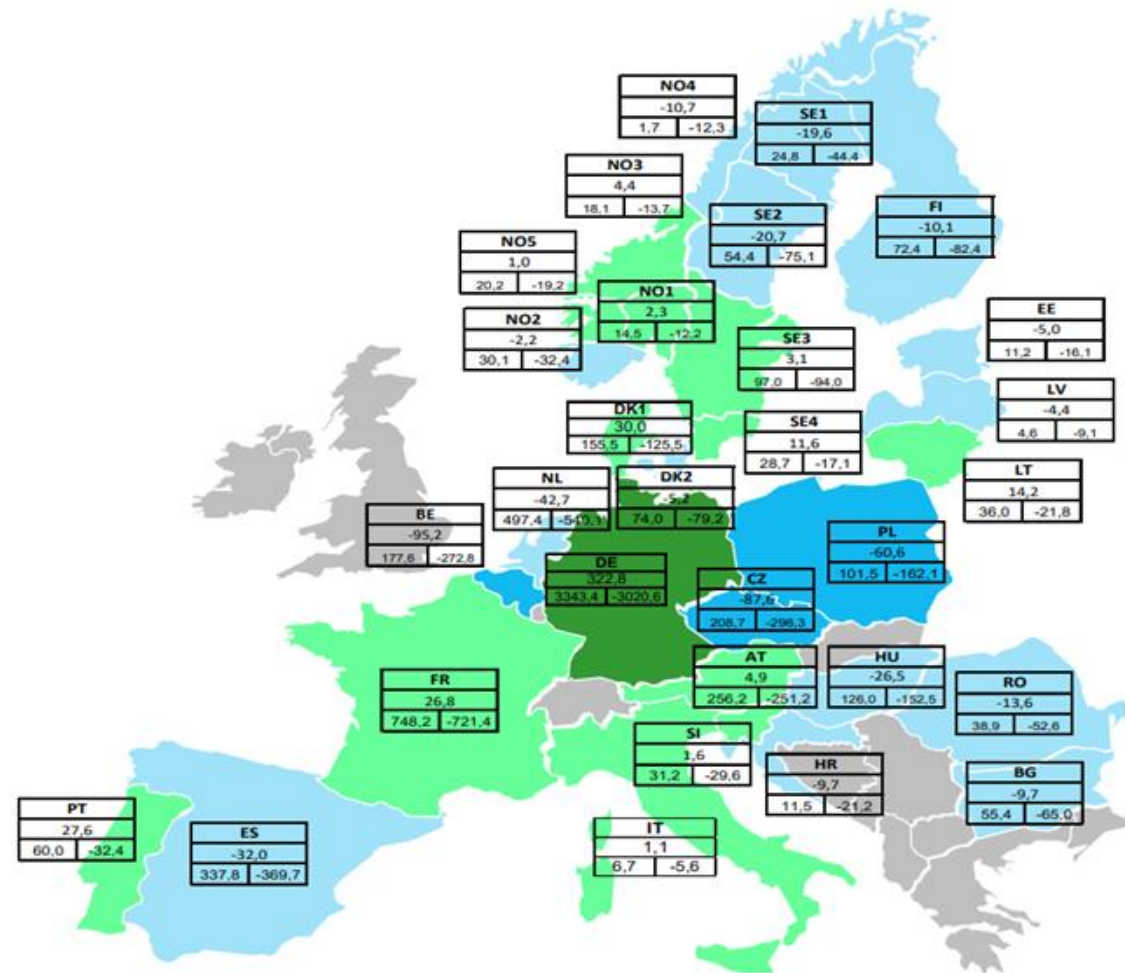 NO4
-10,7
1,7 -12,3
SE1
-19,6
24,8 -44,4
NO3
4,4
18,1 -13,7
SE2
-20,7
54,4 -75,1
FI
-10,1
72,4 -82,4
NO5
1,0
20,2 -19,2
NO1
2,3
14,5 -12,2
NO2
-2,2
30,1 -32,4
EE
-5,0
11,2 -16,1
SE3
3,1
97,0 -94,0
LV
-4,4
4,6 -9,1
DK1
30,0
155,5 -125,5
SE4
11,6
28,7 -17,1
LT
14,2
36,0 -21,8
NL
-42,7
497,4 -540,1
DK2
-5,2
74,0 -79,2
BE
-95,2
177,6 -272,8
PL
-60,6
101,5 -162,1
DE
322,8
3343,4 -3020,6
CZ
-87,6
208,7 -296,3
AT
4,9
256,2 -251,2
HU
-26,5
126,0 -152,5
FR
26,8
748,2 -721,4
RO
-13,6
38,9 -52,6
SI
1,6
31,2 -29,6
HR
-9,7
11,5 -21,2
BG
-9,7
55,4 -65,0
PT
27,6
60,0 -32,4
ES
-32,0
337,8 -369,7
IT
1,1
6,7 -5,6